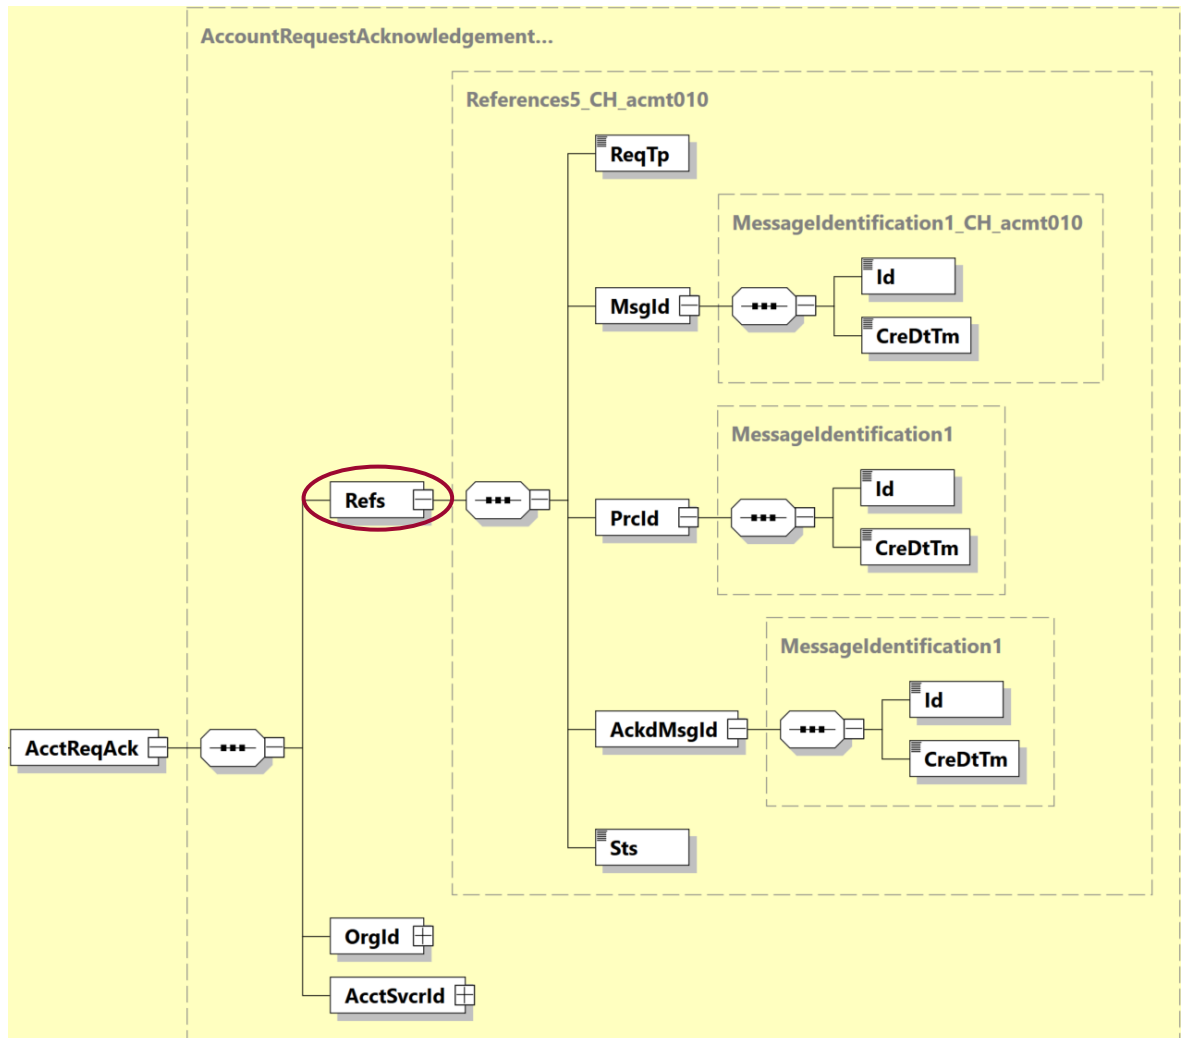 AccountRequestAcknowledgement...
References5_CH_acmt010
ReqTp
MessageIdentification1_CH_acmt010
Id
MsgId
CreDtTm
MessageIdentification1
Id
Refs
PrcId
CreDtTm
MessageIdentification1
Id
AckdMsgId
AcctReqAck
CreDtTm
Sts
OrgId
AcctSvcrId